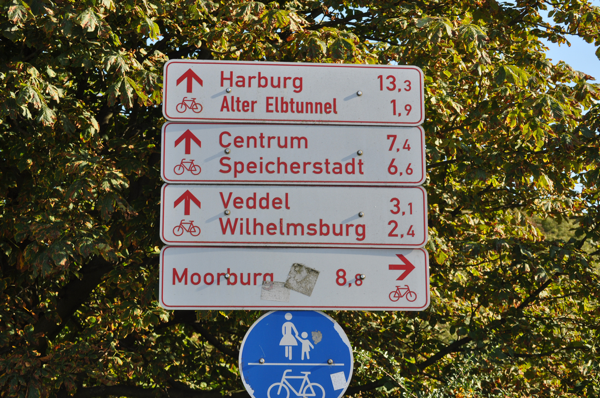 Harburg 13,3
Alter Elbtunnel 1,9
Centrum 7,4
Speicherstadt 6,6
Veddel 3,1
Wilhelmsburg 2,4
Moorburg 8,8